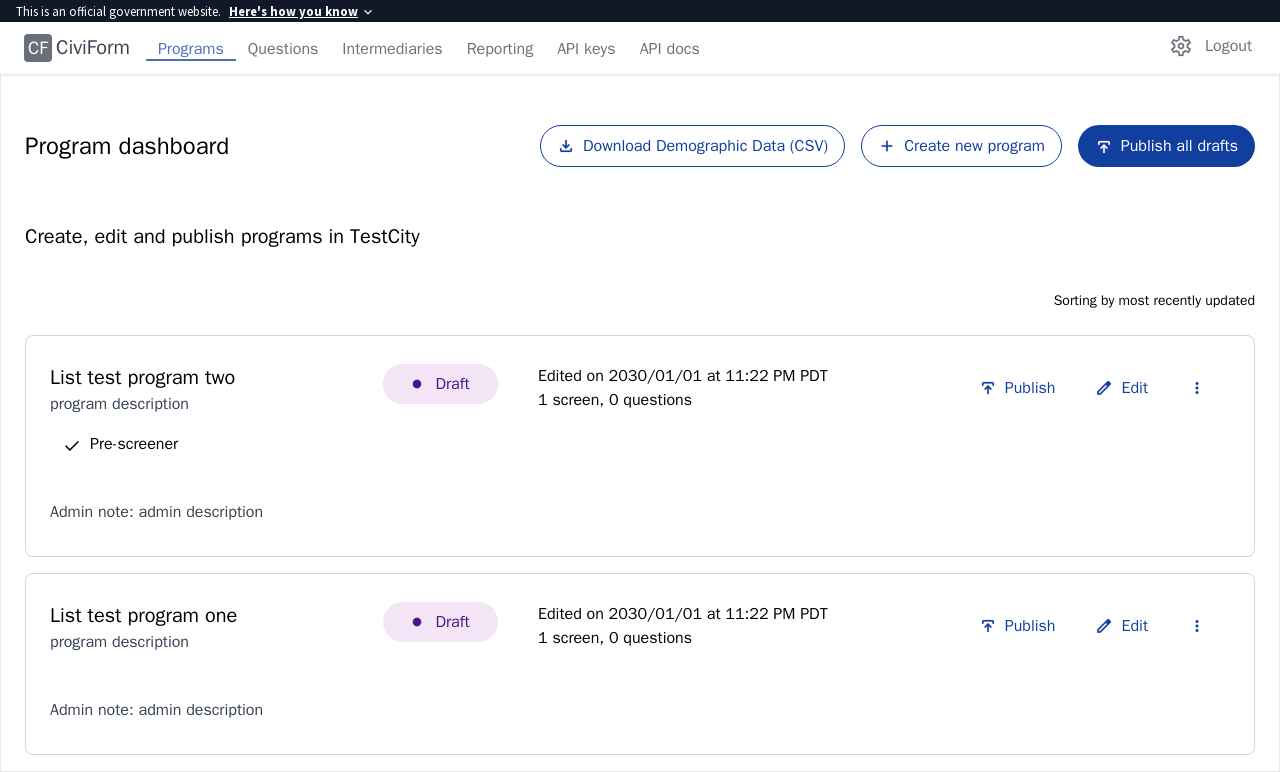 This is an official government website. Here's how you know
CF CiviForm Programs Questions Intermediaries Reporting API keys API docs Logout
Program dashboard Download Demographic Data (CSV) Create new program Publish all drafts
Create, edit and publish programs in TestCity
Sorting by most recently updated
List test program two Draft Edited on 2030/01/01 at 11:22 PM PDT Publish Edit
program description 1 screen, 0 questions
Pre-screener
Admin note: admin description
List test program one Draft Edited on 2030/01/01 at 11:22 PM PDT Publish Edit
program description 1 screen, 0 questions
Admin note: admin description